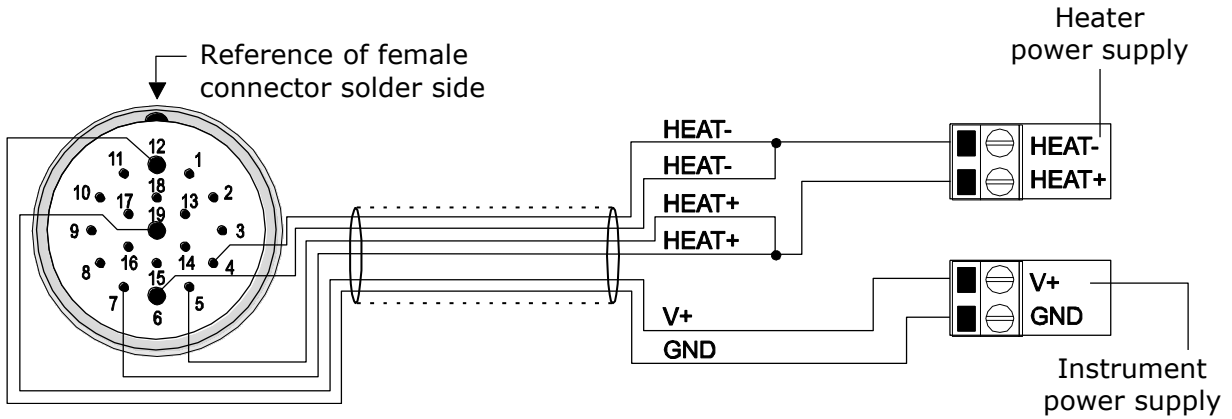 Heater
power supply
Reference of female
connector solder side
HEAT-
HEAT-
HEAT+
HEAT+
HEAT-
HEAT+
12
11
1
10
18
2
17
13
19
9
3
8
16
14
4
15
7
5
6
V+
GND
V+
GND
Instrument
power supply